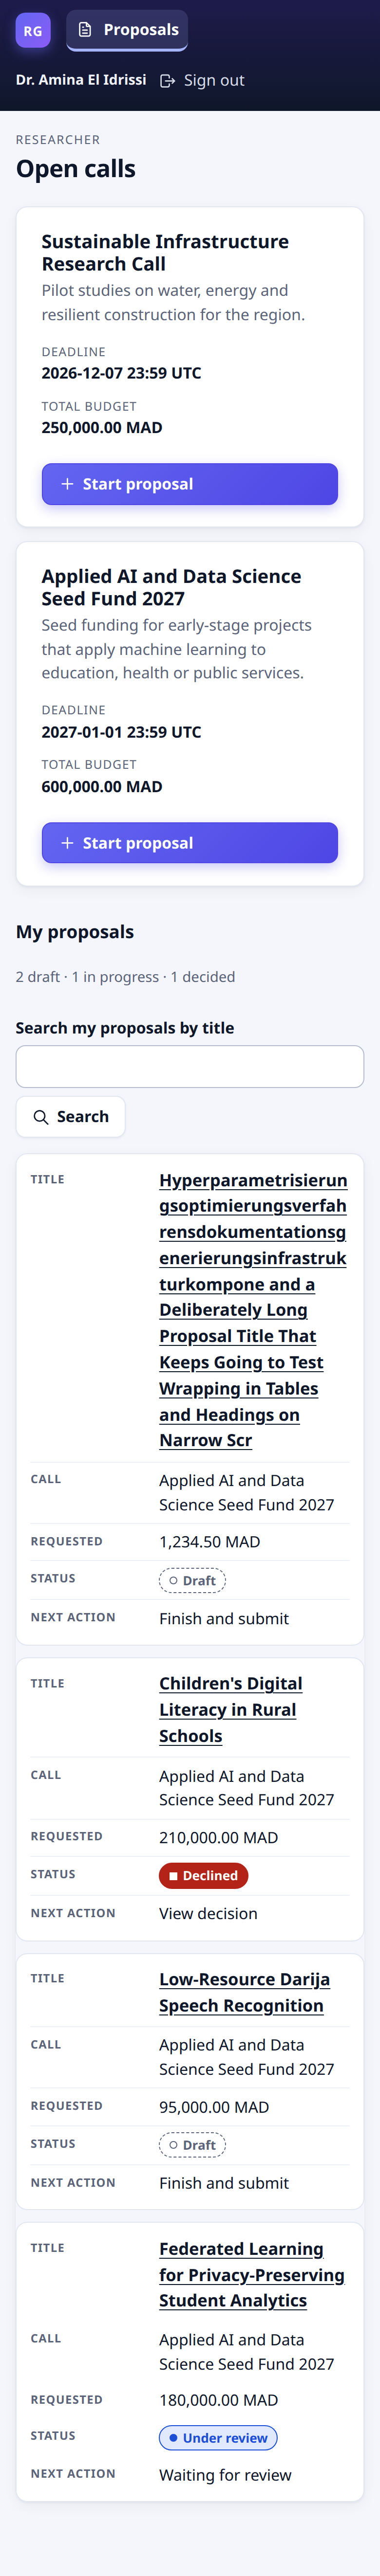 RG
Proposals
Dr. Amina El Idrissi
Sign out
RESEARCHER
Open calls
Sustainable Infrastructure
Research Call
Pilot studies on water, energy and
resilient construction for the region.
DEADLINE
2026-12-07 23:59 UTC
TOTAL BUDGET
250,000.00 MAD
+ Start proposal
Applied AI and Data Science
Seed Fund 2027
Seed funding for early-stage projects
that apply machine learning to
education, health or public services.
DEADLINE
2027-01-01 23:59 UTC
TOTAL BUDGET
600,000.00 MAD
+ Start proposal
My proposals
2 draft · 1 in progress · 1 decided
Search my proposals by title
Search
TITLE
Hyperparametrisierun
gsoptimierungsverfah
rensdokumentationsg
enerierungsinfrastruk
turkompone and a
Deliberately Long
Proposal Title That
Keeps Going to Test
Wrapping in Tables
and Headings on
Narrow Scr
CALL
Applied AI and Data
Science Seed Fund 2027
REQUESTED
1,234.50 MAD
STATUS
Draft
NEXT ACTION
Finish and submit
TITLE
Children's Digital
Literacy in Rural
Schools
CALL
Applied AI and Data
Science Seed Fund 2027
REQUESTED
210,000.00 MAD
STATUS
Declined
NEXT ACTION
View decision
TITLE
Low-Resource Darija
Speech Recognition
CALL
Applied AI and Data
Science Seed Fund 2027
REQUESTED
95,000.00 MAD
STATUS
Draft
NEXT ACTION
Finish and submit
TITLE
Federated Learning
for Privacy-Preserving
Student Analytics
CALL
Applied AI and Data
Science Seed Fund 2027
REQUESTED
180,000.00 MAD
STATUS
Under review
NEXT ACTION
Waiting for review